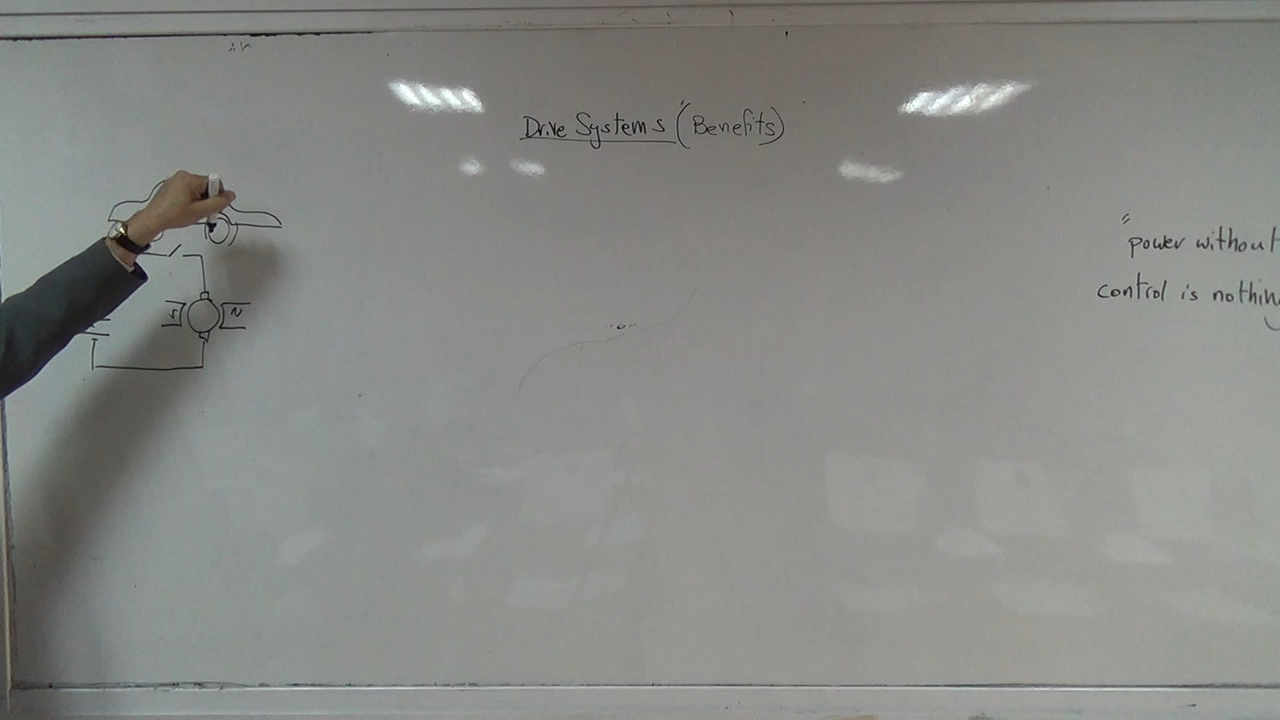 Drive Systems "(Benefits)
S N
"power without
control is nothin